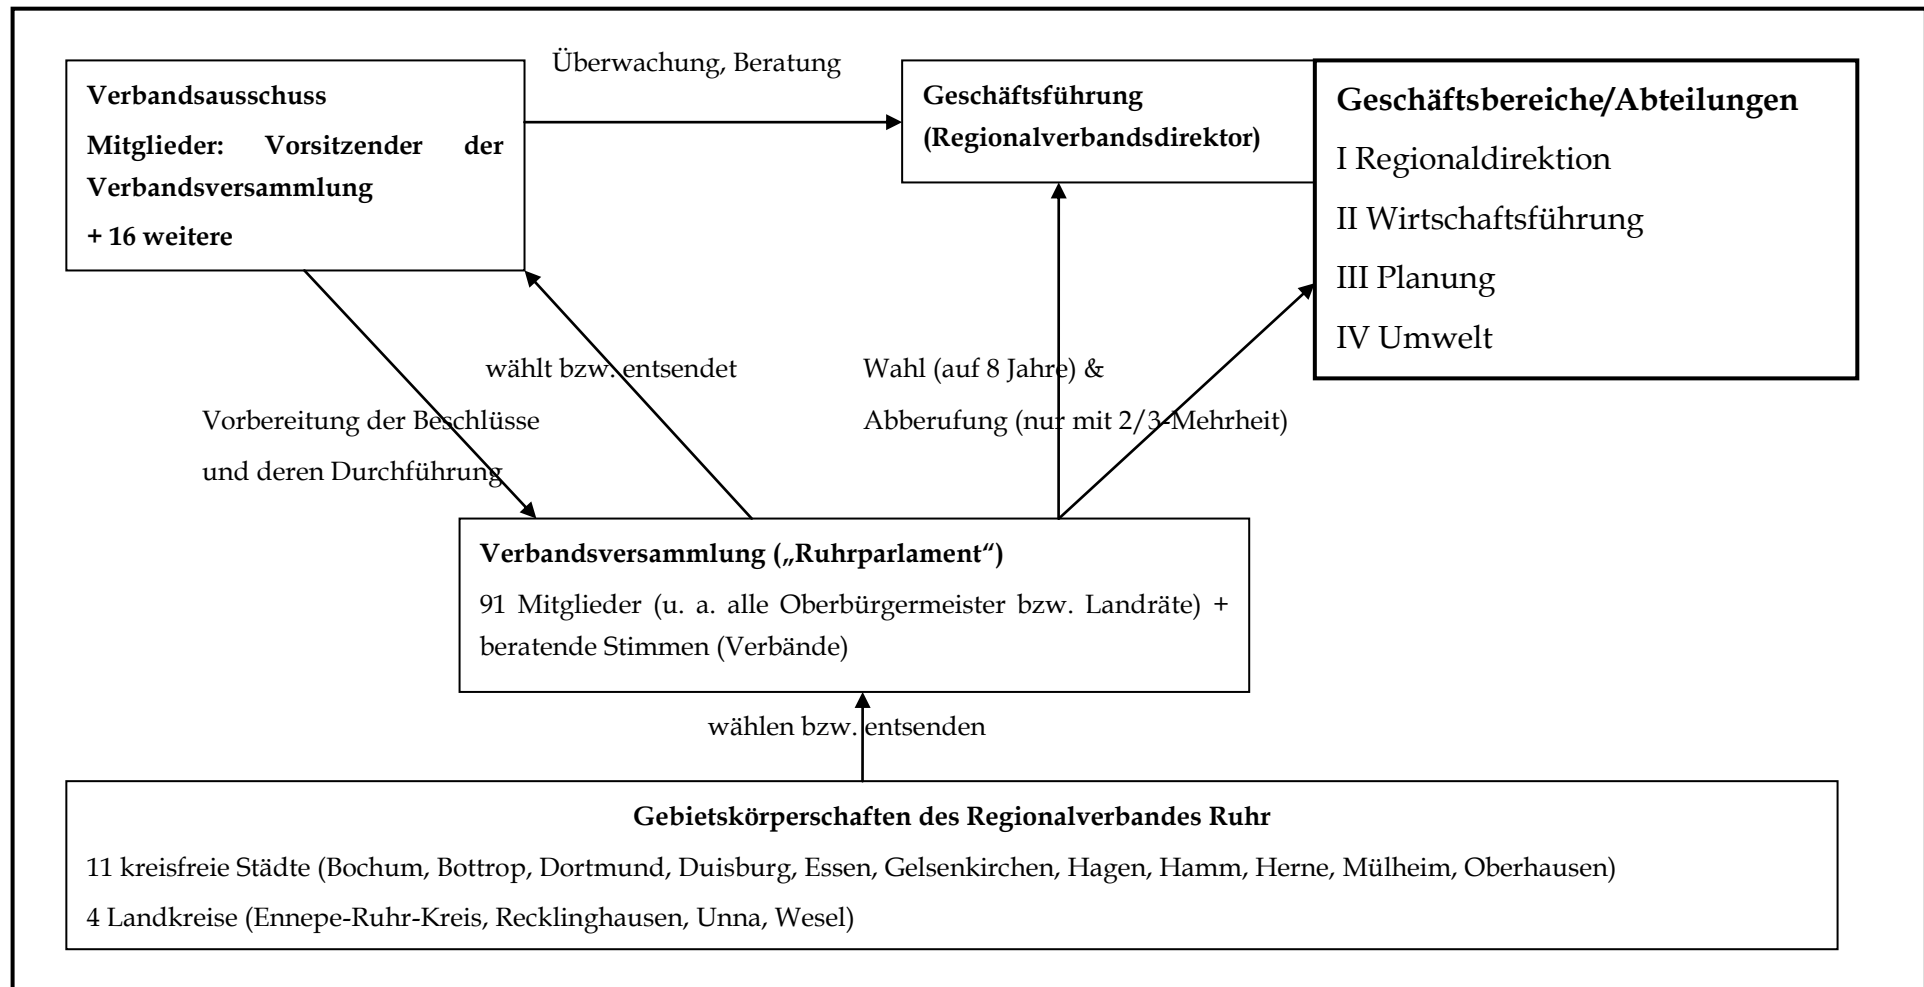 Verbandsausschuss
Mitglieder: Vorsitzender der
Verbandsversammlung
+ 16 weitere
Überwachung, Beratung
Geschäftsführung
(Regionalverbandsdirektor)
Geschäftsbereiche/Abteilungen
I Regionaldirektion
II Wirtschaftsführung
III Planung
IV Umwelt
wählt bzw. entsendet
Wahl (auf 8 Jahre) &
Abberufung (nur mit 2/3-Mehrheit)
Vorbereitung der Beschlüsse
und deren Durchführung
Verbandsversammlung („Ruhrparlament“)
91 Mitglieder (u. a. alle Oberbürgermeister bzw. Landräte) +
beratende Stimmen (Verbände)
wählen bzw. entsenden
Gebietskörperschaften des Regionalverbandes Ruhr
11 kreisfreie Städte (Bochum, Bottrop, Dortmund, Duisburg, Essen, Gelsenkirchen, Hagen, Hamm, Herne, Mülheim, Oberhausen)
4 Landkreise (Ennepe-Ruhr-Kreis, Recklinghausen, Unna, Wesel)